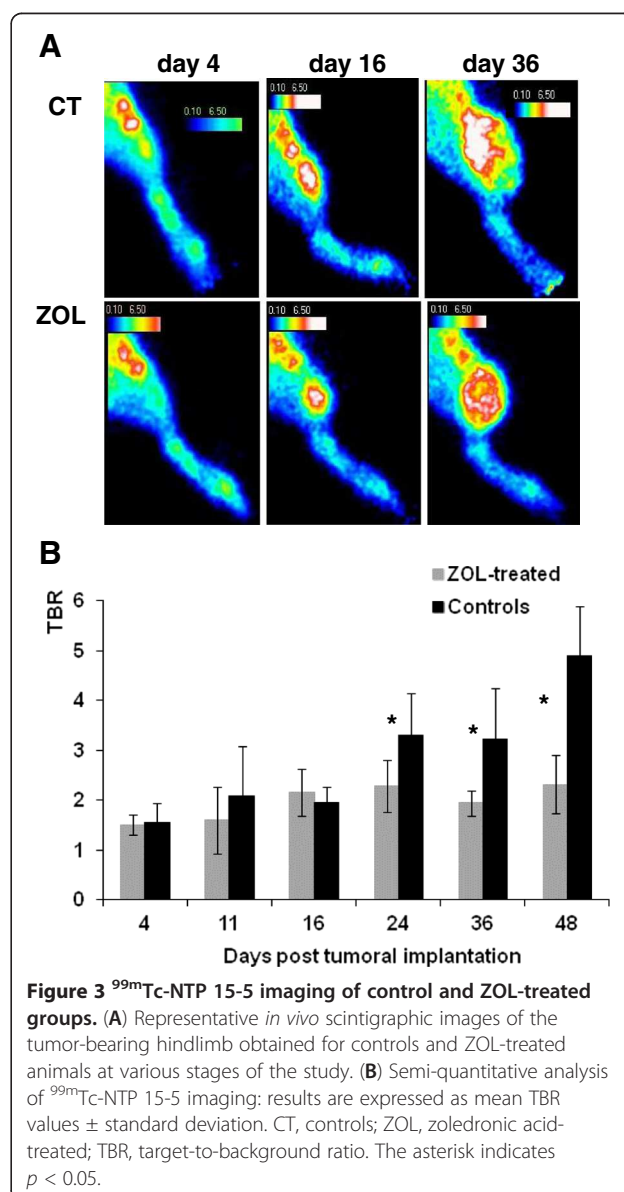 A
day 4 day 16 day 36
CT
0.10 6.50
0.10 6.50
0.10 6.50
ZOL
0.10 6.50
0.10 6.50
0.10 6.50
B
TBR
ZOL-treated
Controls
6
5
4
3
2
1
0
* * *
4 11 16 24 36 48
Days post tumoral implantation
Figure 3 99mTc-NTP 15-5 imaging of control and ZOL-treated
groups. (A) Representative in vivo scintigraphic images of the
tumor-bearing hindlimb obtained for controls and ZOL-treated
animals at various stages of the study. (B) Semi-quantitative analysis
of 99mTc-NTP 15-5 imaging: results are expressed as mean TBR
values ± standard deviation. CT, controls; ZOL, zoledronic acid-
treated; TBR, target-to-background ratio. The asterisk indicates
p < 0.05.